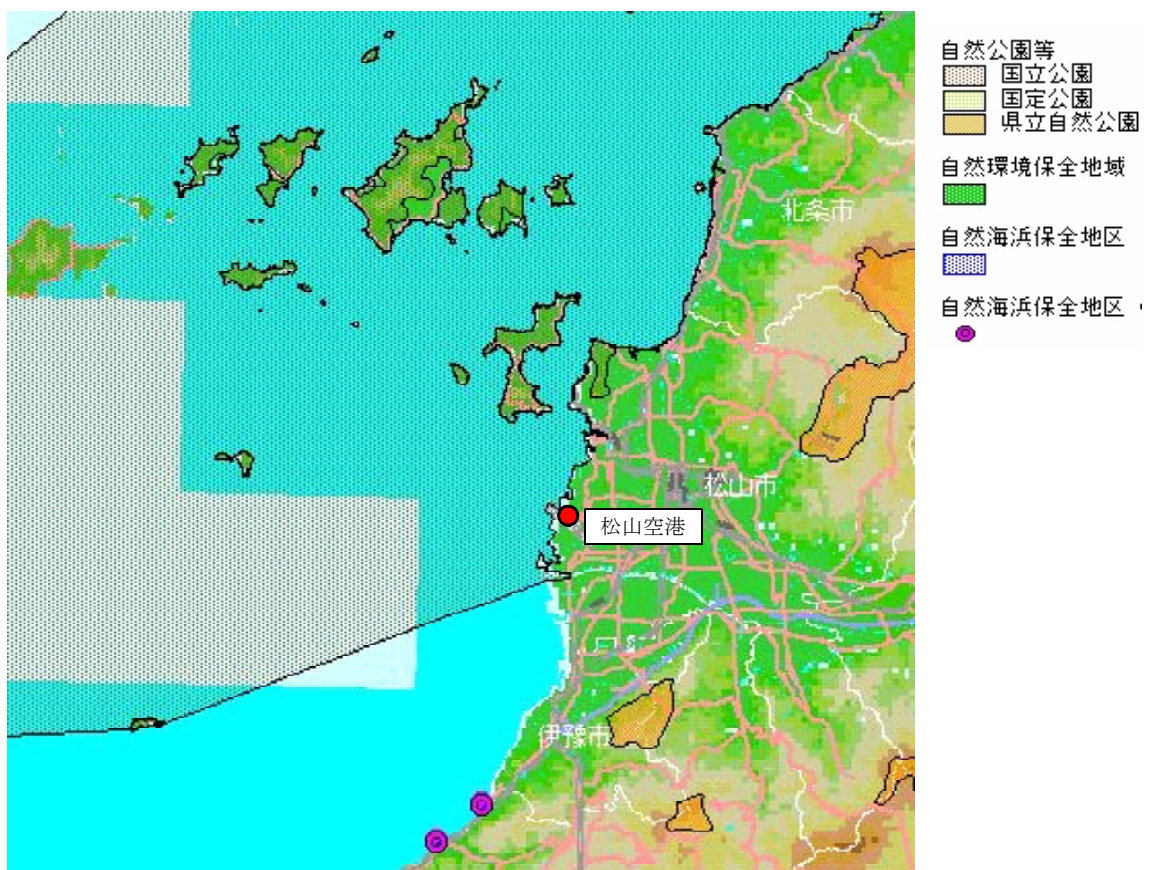 自然公園等
国立公園
国定公園
県立自然公園
自然環境保全地域
自然海浜保全地区
自然海浜保全地区・
北条市
松山市
松山空港
伊豫市